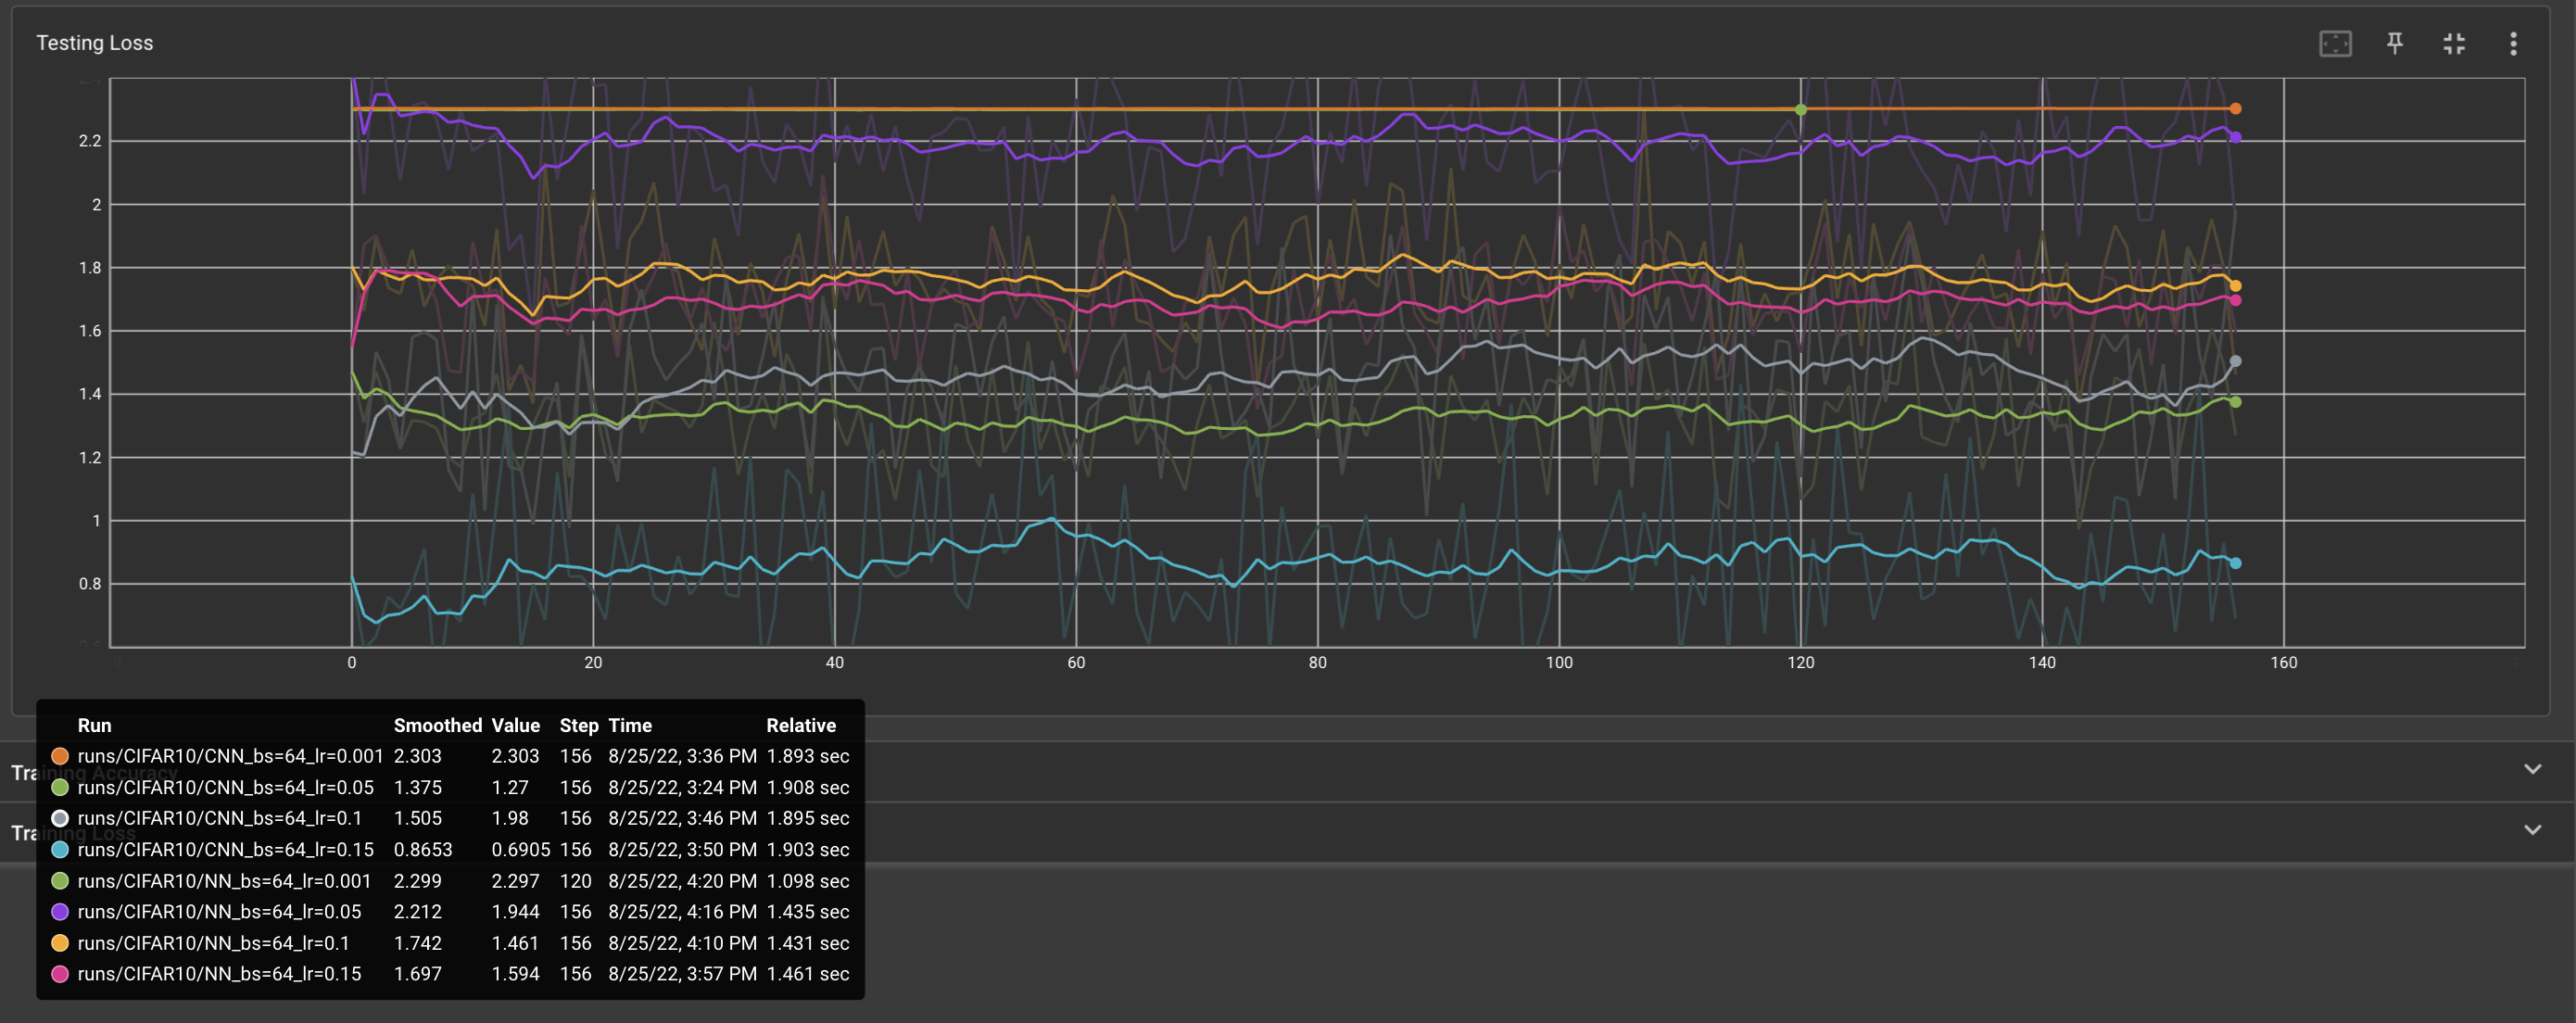 Testing Loss
2.2
2
1.8
1.6
1.4
1.2
1
0.8
0 20 40 60 80 100 120 140 160
Run Smoothed Value Step Time Relative
runs/CIFAR10/CNN_bs=64_lr=0.001 2.303 2.303 156 8/25/22, 3:36 PM 1.893 sec
Training Accuracy
runs/CIFAR10/CNN_bs=64_lr=0.05 1.375 1.27 156 8/25/22, 3:24 PM 1.908 sec
runs/CIFAR10/CNN_bs=64_lr=0.1 1.505 1.98 156 8/25/22, 3:46 PM 1.895 sec
Training Loss
runs/CIFAR10/CNN_bs=64_lr=0.15 0.8653 0.6905 156 8/25/22, 3:50 PM 1.903 sec
runs/CIFAR10/NN_bs=64_lr=0.001 2.299 2.297 120 8/25/22, 4:20 PM 1.098 sec
runs/CIFAR10/NN_bs=64_lr=0.05 2.212 1.944 156 8/25/22, 4:16 PM 1.435 sec
runs/CIFAR10/NN_bs=64_lr=0.1 1.742 1.461 156 8/25/22, 4:10 PM 1.431 sec
runs/CIFAR10/NN_bs=64_lr=0.15 1.697 1.594 156 8/25/22, 3:57 PM 1.461 sec